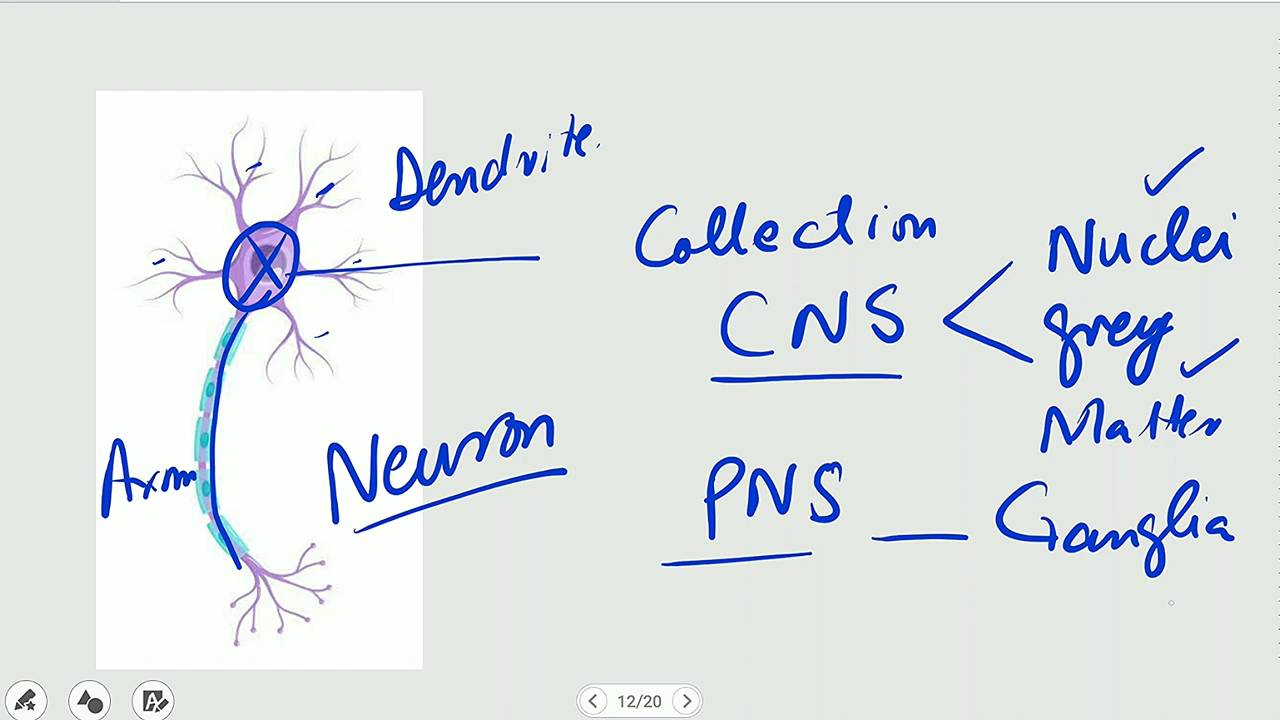 Dendrite.
Collection
Nuclei
CNS
grey
Matter
Neuron
Axon
PNS
Ganglia
12/20